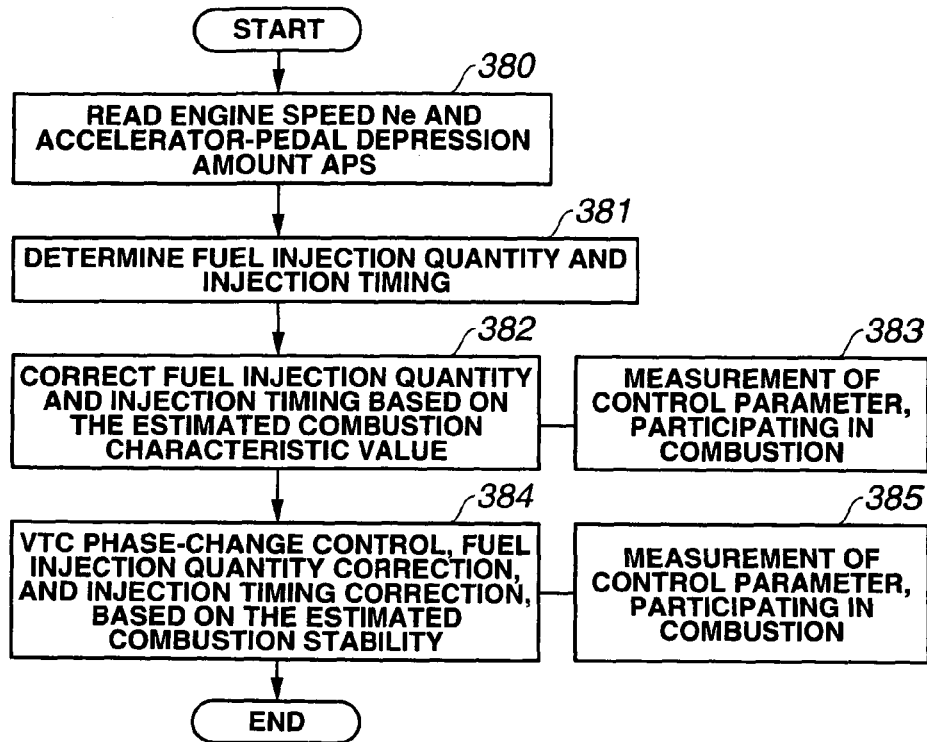 START
380
READ ENGINE SPEED Ne AND
ACCELERATOR-PEDAL DEPRESSION
AMOUNT APS
381
DETERMINE FUEL INJECTION QUANTITY AND
INJECTION TIMING
382
CORRECT FUEL INJECTION QUANTITY
AND INJECTION TIMING BASED ON
THE ESTIMATED COMBUSTION
CHARACTERISTIC VALUE
383
MEASUREMENT OF
CONTROL PARAMETER,
PARTICIPATING IN
COMBUSTION
384
VTC PHASE-CHANGE CONTROL, FUEL
INJECTION QUANTITY CORRECTION,
AND INJECTION TIMING CORRECTION,
BASED ON THE ESTIMATED
COMBUSTION STABILITY
385
MEASUREMENT OF
CONTROL PARAMETER,
PARTICIPATING IN
COMBUSTION
END